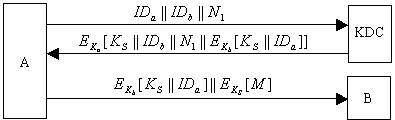 ID_a || ID_b || N_1
KDC
E_{K_a}[K_S || ID_b || N_1 || E_{K_b}[K_S || ID_a]]
A
E_{K_b}[K_S || ID_a] || E_{K_S}[M]
B